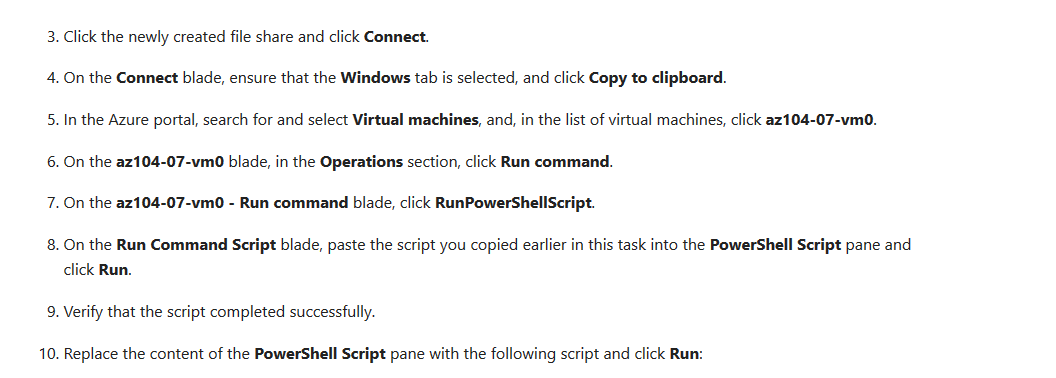 3. Click the newly created file share and click Connect.
4. On the Connect blade, ensure that the Windows tab is selected, and click Copy to clipboard.
5. In the Azure portal, search for and select Virtual machines, and, in the list of virtual machines, click az104-07-vm0.
6. On the az104-07-vm0 blade, in the Operations section, click Run command.
7. On the az104-07-vm0 - Run command blade, click RunPowerShellScript.
8. On the Run Command Script blade, paste the script you copied earlier in this task into the PowerShell Script pane and
click Run.
9. Verify that the script completed successfully.
10. Replace the content of the PowerShell Script pane with the following script and click Run: